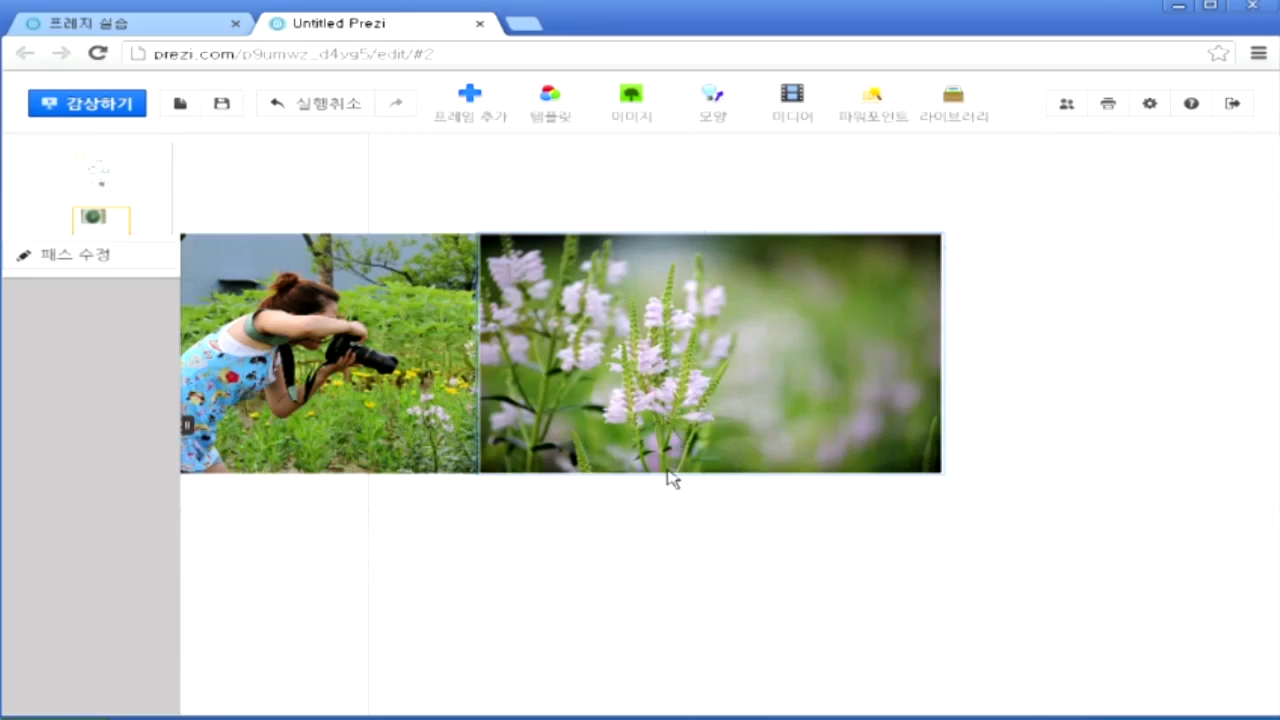 프레지 실습
Untitled Prezi
prezi.com/p9umwz_d4yg5/edit/#2
감상하기
실행취소
프레임 추가
템플릿
이미지
모양
미디어
파워포인트
라이브러리
패스 수정